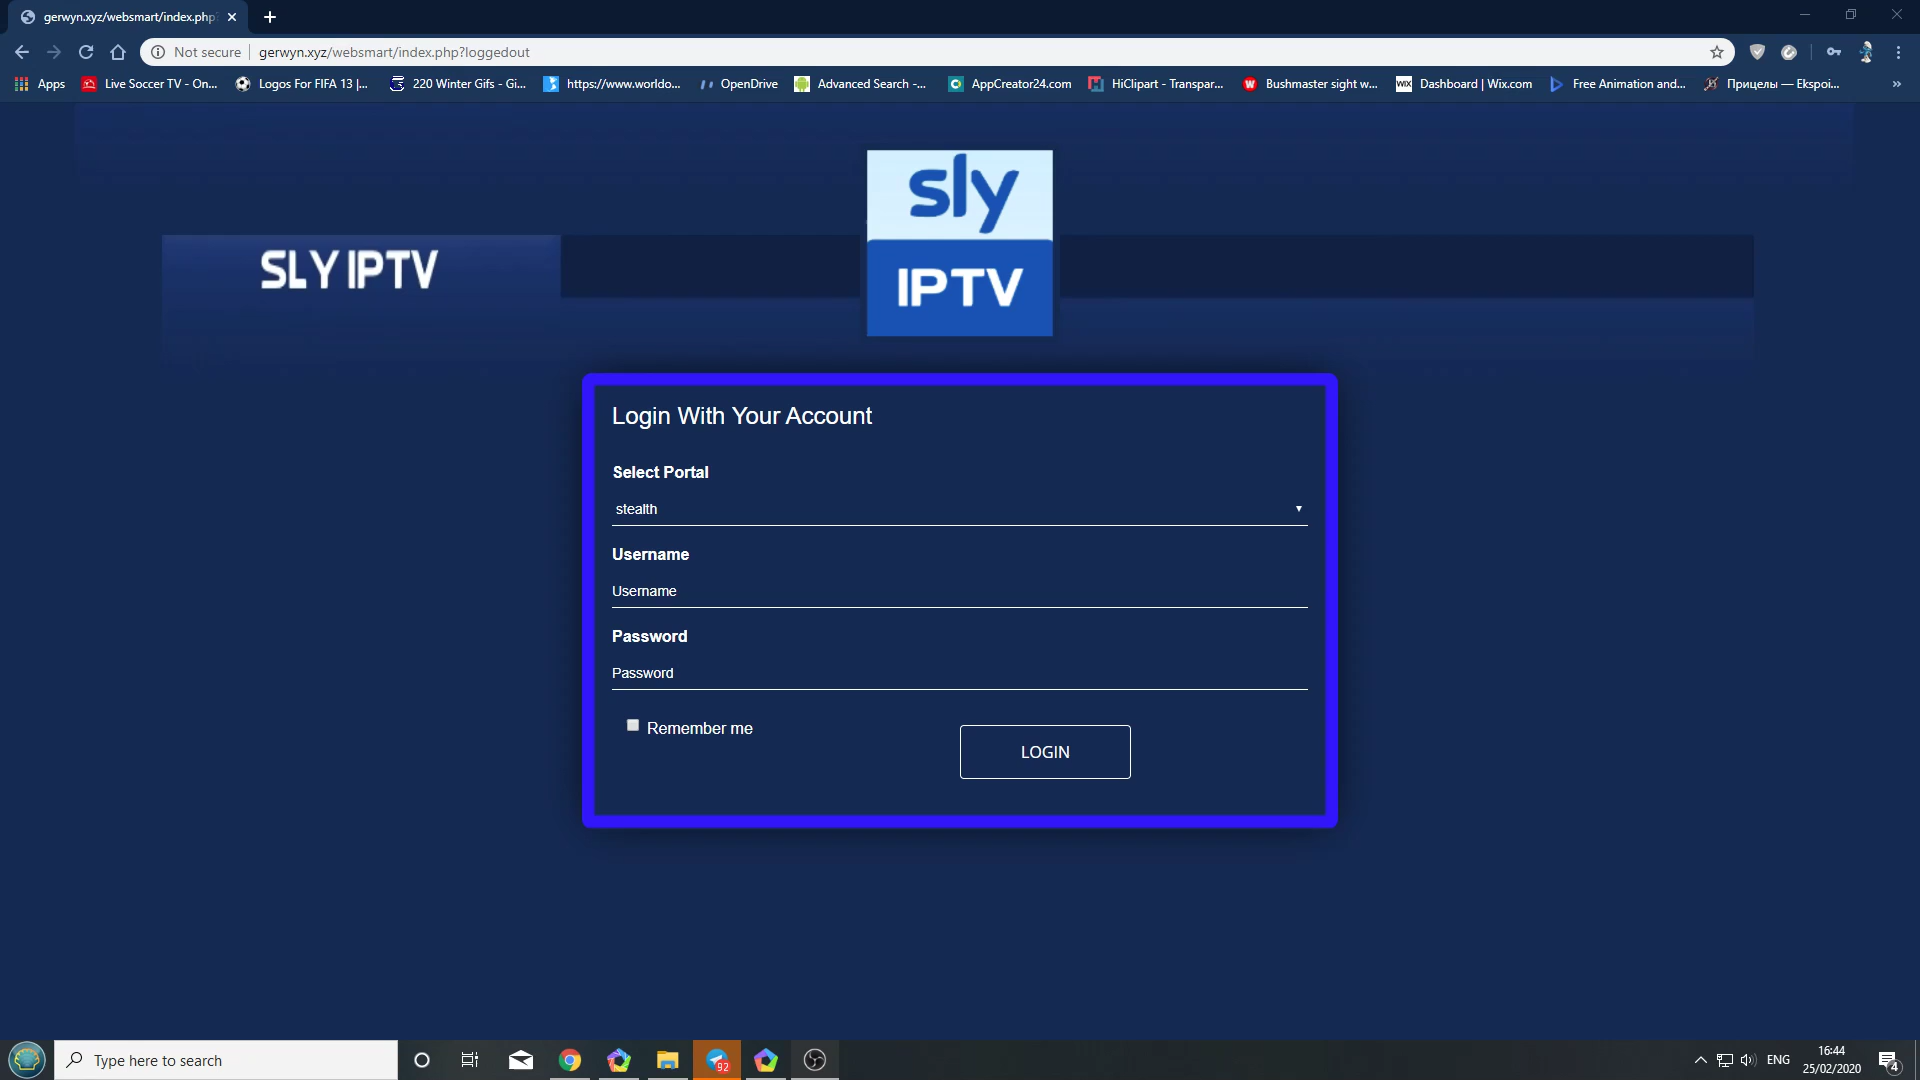 gerwyn.xyz/websmart/index.php
Not secure
gerwyn.xyz/websmart/index.php?loggedout
Apps
Live Soccer TV - On...
Logos For FIFA 13 |...
220 Winter Gifs - Gi...
https://www.worldo...
OpenDrive
Advanced Search -...
AppCreator24.com
HiClipart - Transpar...
Bushmaster sight w...
WiX
Dashboard | Wix.com
Free Animation and...
Прицелы — Ekspoi...
»
sly
IPTV
SLY IPTV
Login With Your Account
Select Portal
stealth
Username
Username
Password
Password
Remember me
LOGIN
Type here to search
92
ENG
16:44
25/02/2020
4